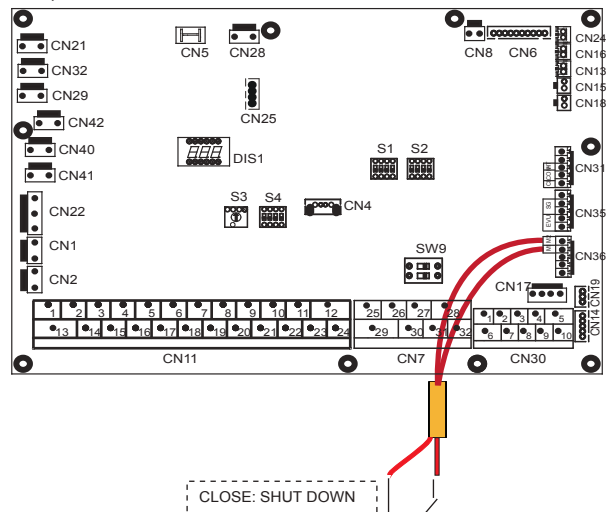 CN21
CN32
CN29
CN42
CN40
CN41
CN22
CN1
CN2
CN5
CN28
CN25
DIS1
S3
S4
CN4
S1
S2
SW9
CN8
CN6
CN24
CN16
CN13
CN15
CN18
CN31
SG
EVU
CN35
M1 M2
CN36
CN17
CN19
CN14
1 2 3 4 5 6 7 8 9 10 11 12
13 14 15 16 17 18 19 20 21 22 23 24
CN11
25 26 27 28
29 30 31 32
CN7
1 2 3 4 5
6 7 8 9 10
CN30
CLOSE: SHUT DOWN